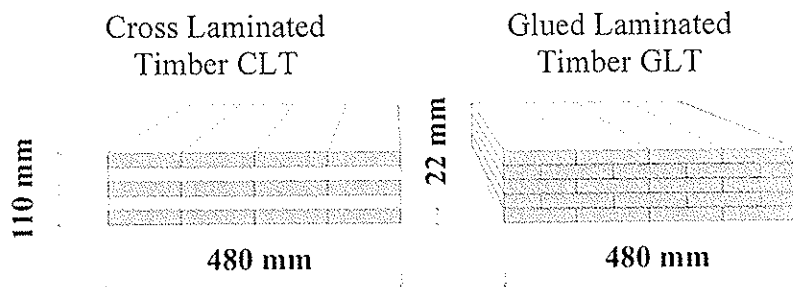 Cross Laminated
Timber CLT
Glued Laminated
Timber GLT
110 mm
22 mm
480 mm
480 mm